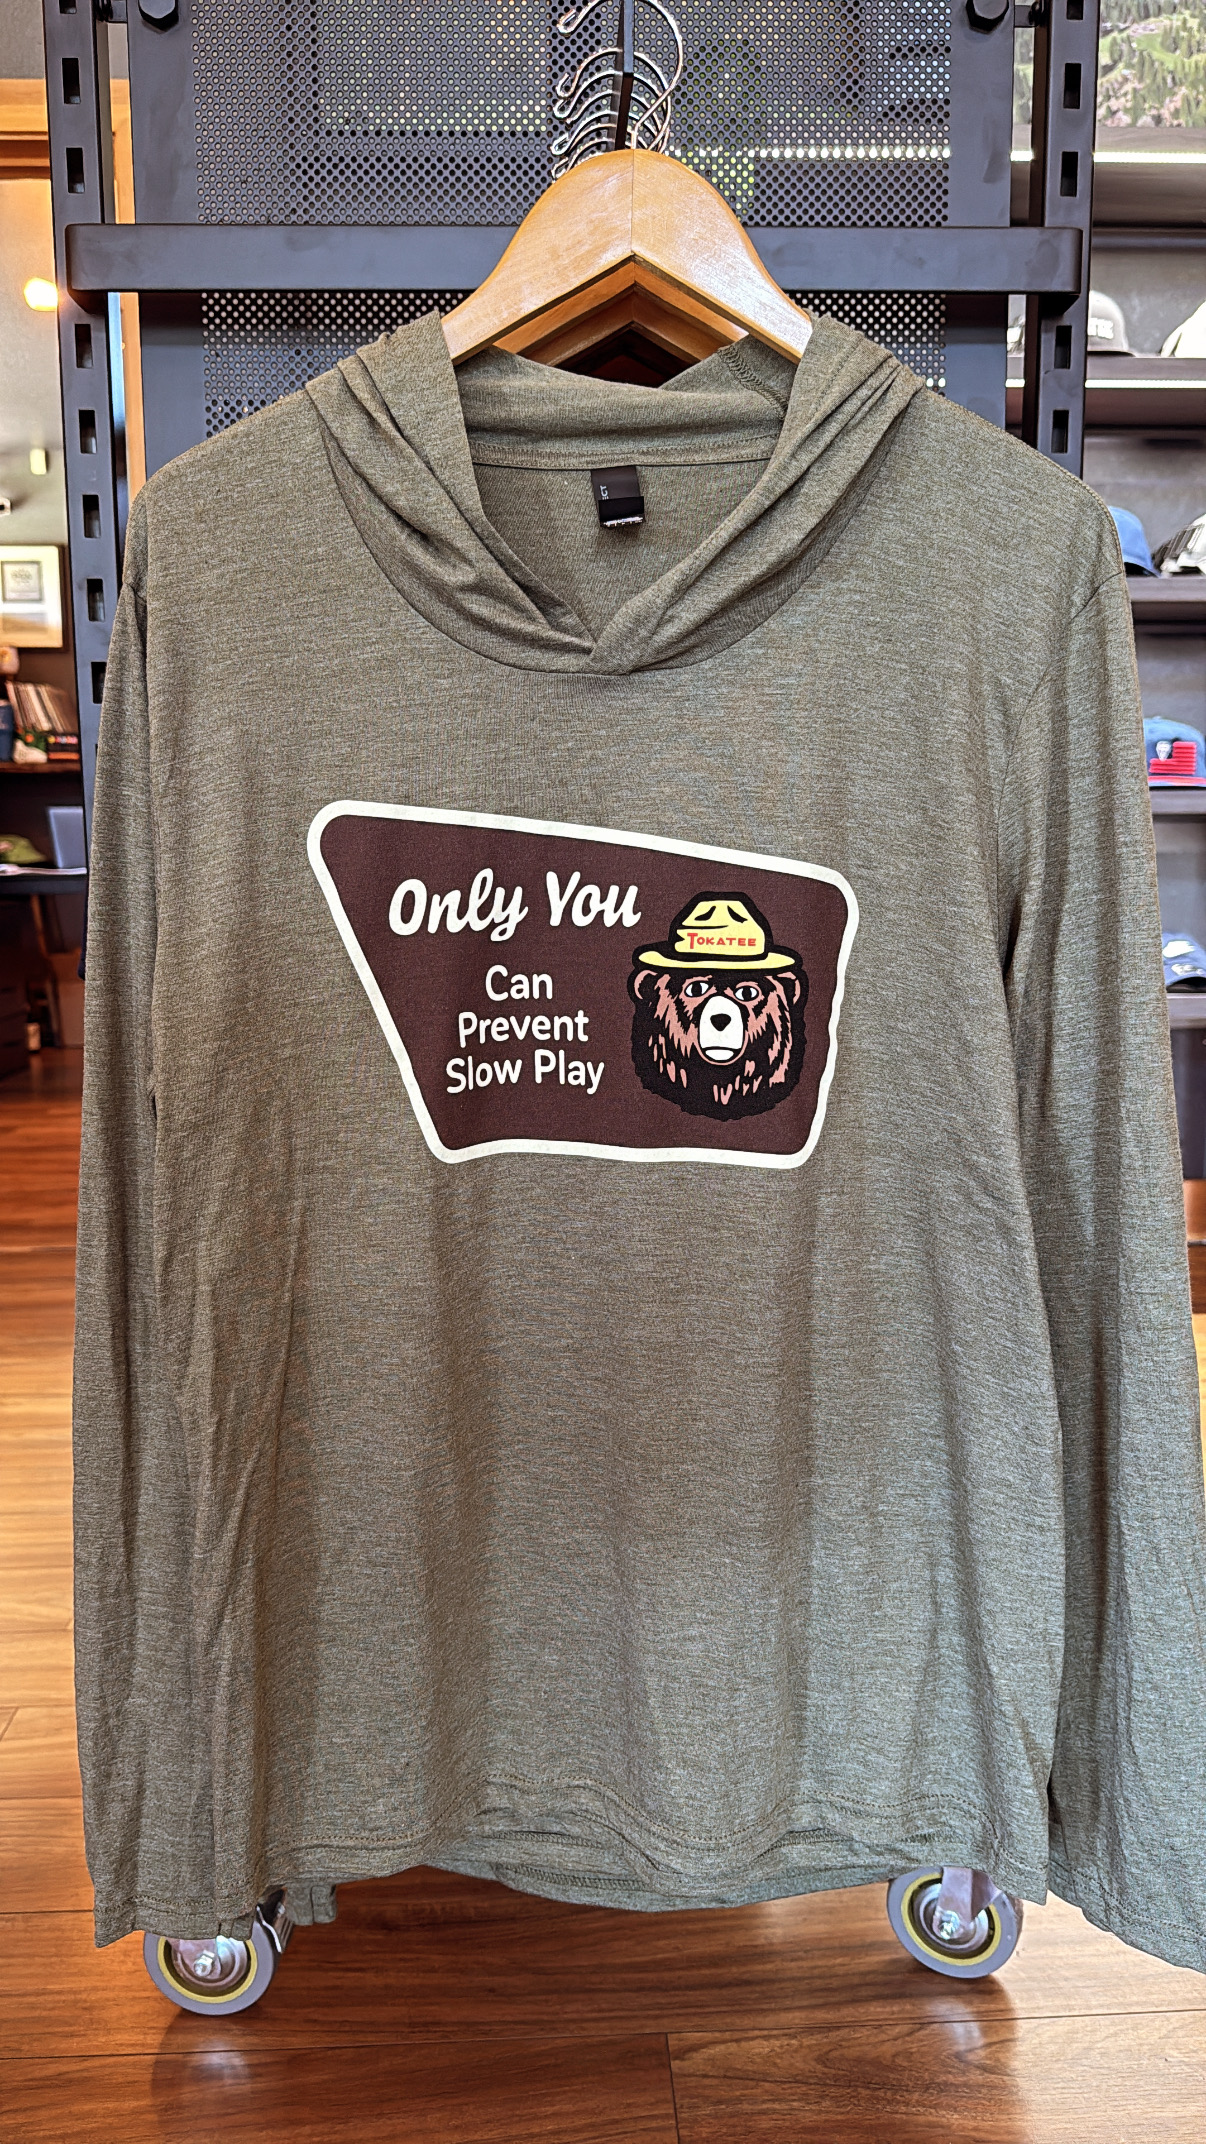 Only You
Can
Prevent
Slow Play
TOKATEE